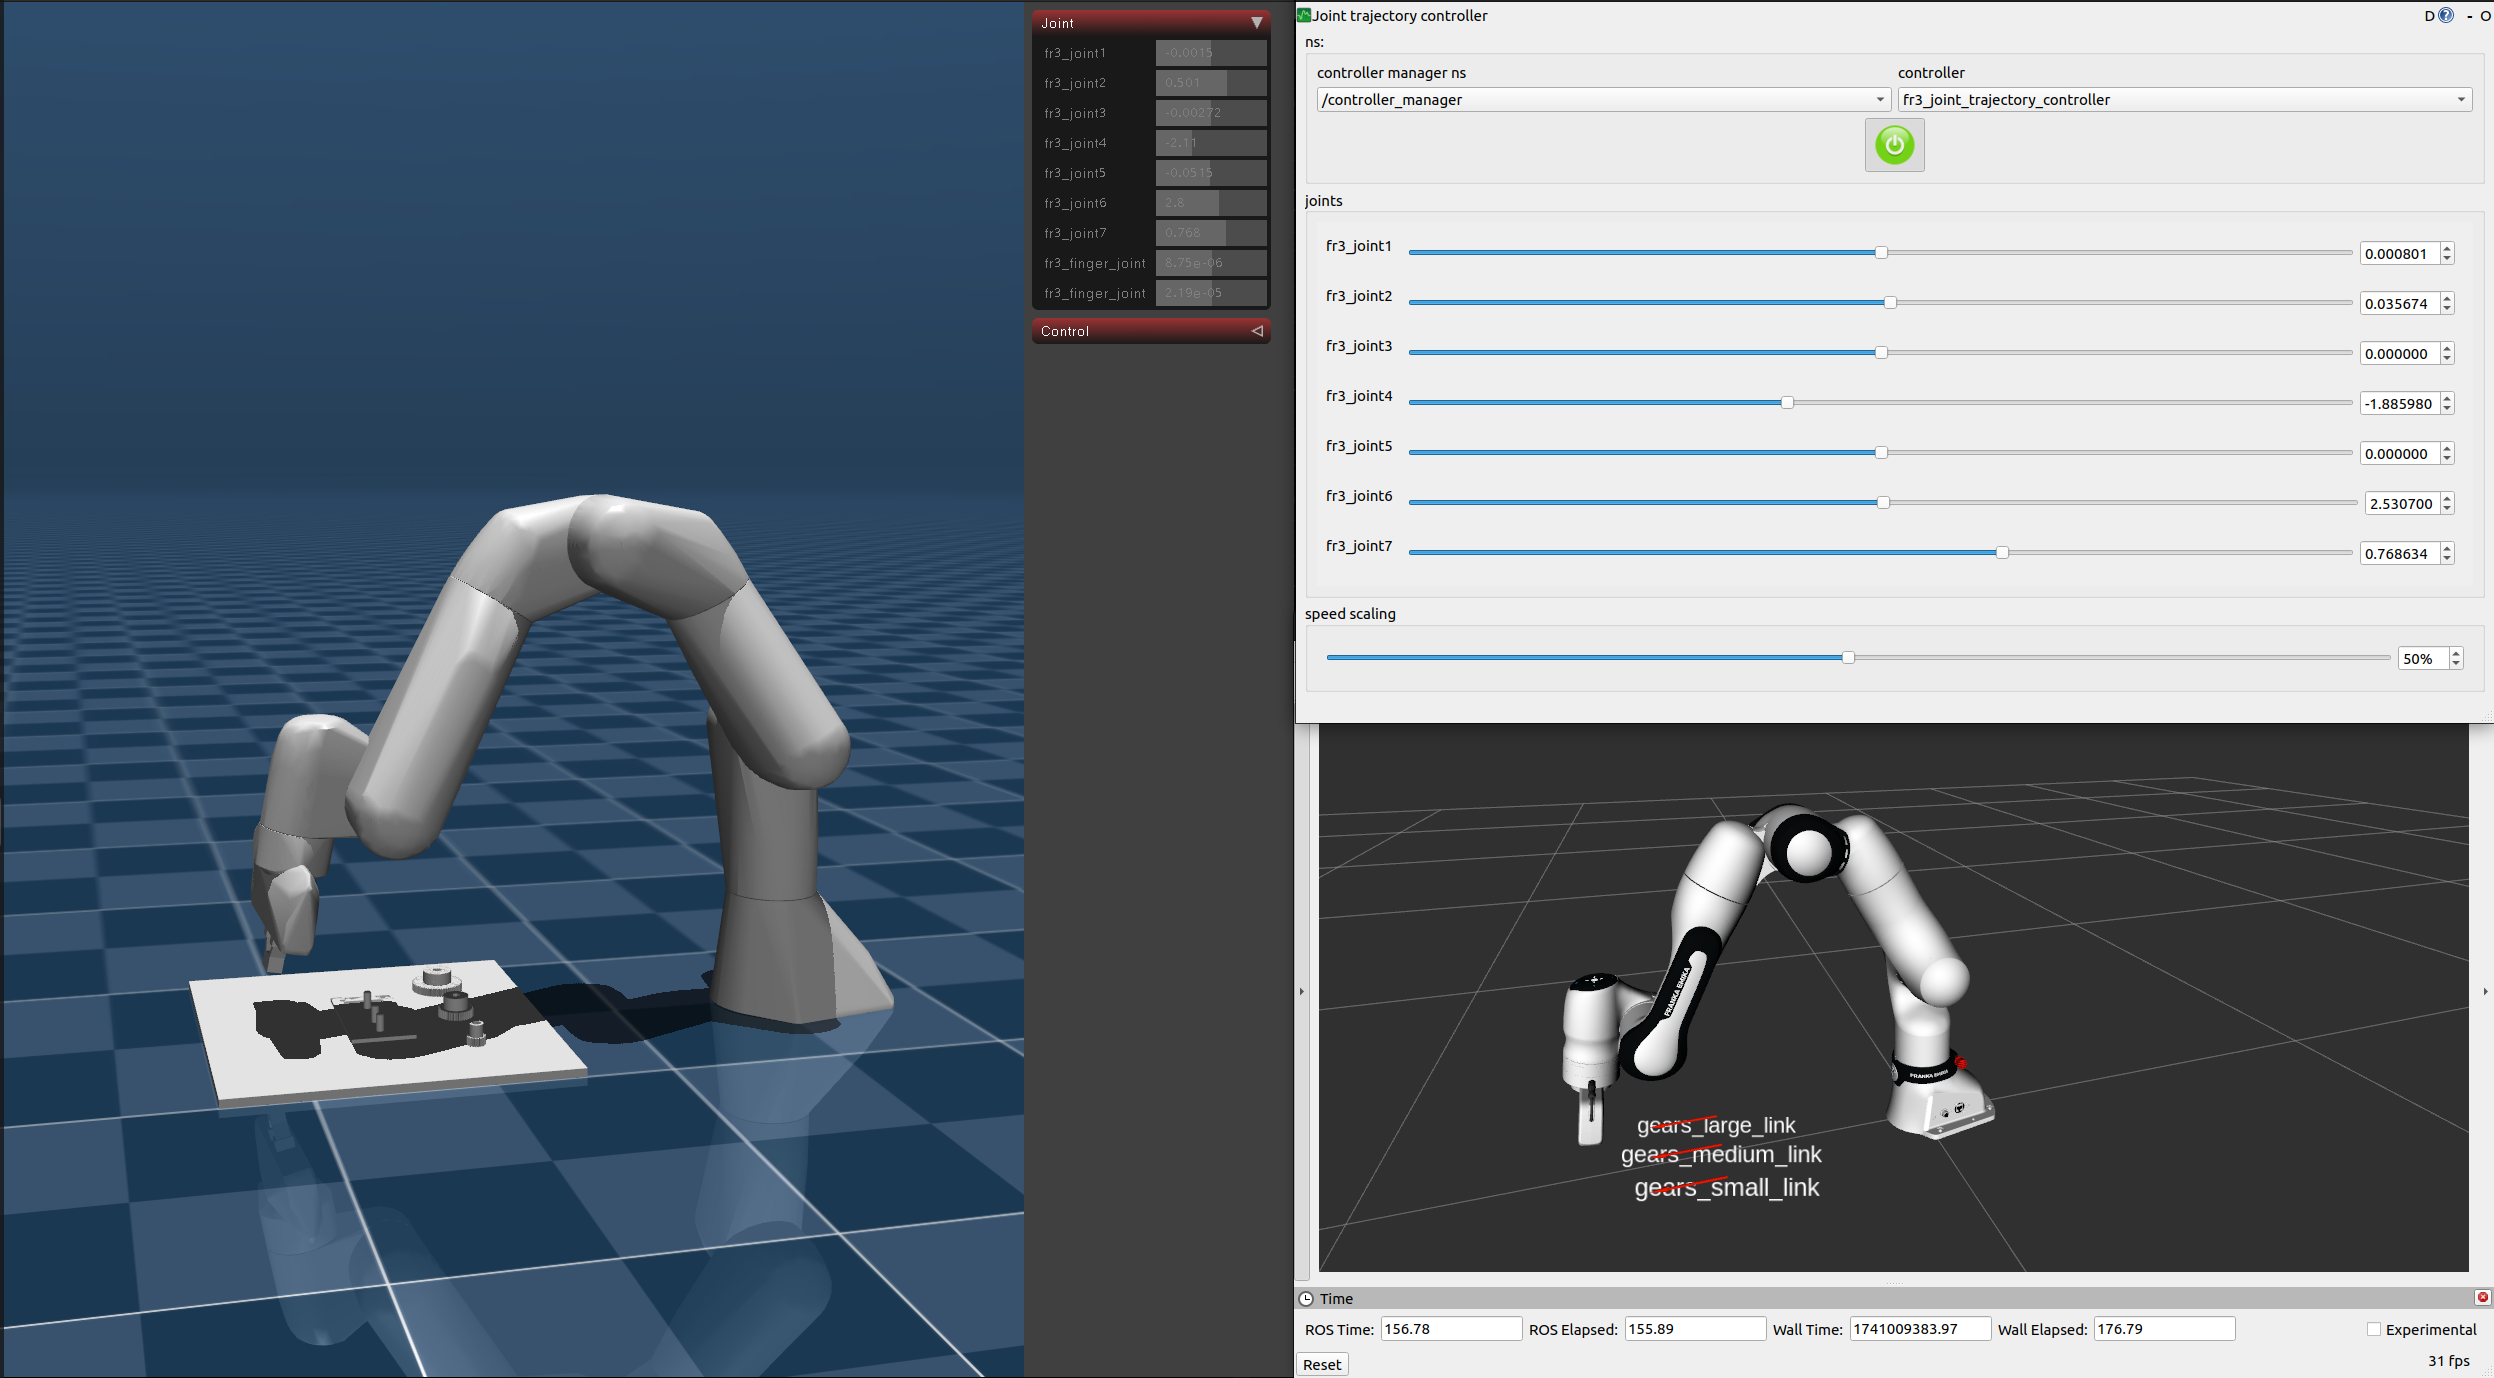 Joint
fr3_joint1 -0.0015
fr3_joint2 0.501
fr3_joint3 -0.00272
fr3_joint4 -2.11
fr3_joint5 -0.0515
fr3_joint6 2.8
fr3_joint7 0.768
fr3_finger_joint 8.75e-06
fr3_finger_joint 2.19e-05
Control
Joint trajectory controller
D ? - O
ns:
controller manager ns controller
/controller_manager fr3_joint_trajectory_controller
joints
fr3_joint1 0.000801
fr3_joint2 0.035674
fr3_joint3 0.000000
fr3_joint4 -1.885980
fr3_joint5 0.000000
fr3_joint6 2.530700
fr3_joint7 0.768634
speed scaling
50%
FRANKA EMIKA
FRANKA EMIKA
gears_large_link
gears_medium_link
gears_small_link
Time
ROS Time: 156.78 ROS Elapsed: 155.89 Wall Time: 1741009383.97 Wall Elapsed: 176.79 Experimental
Reset 31 fps